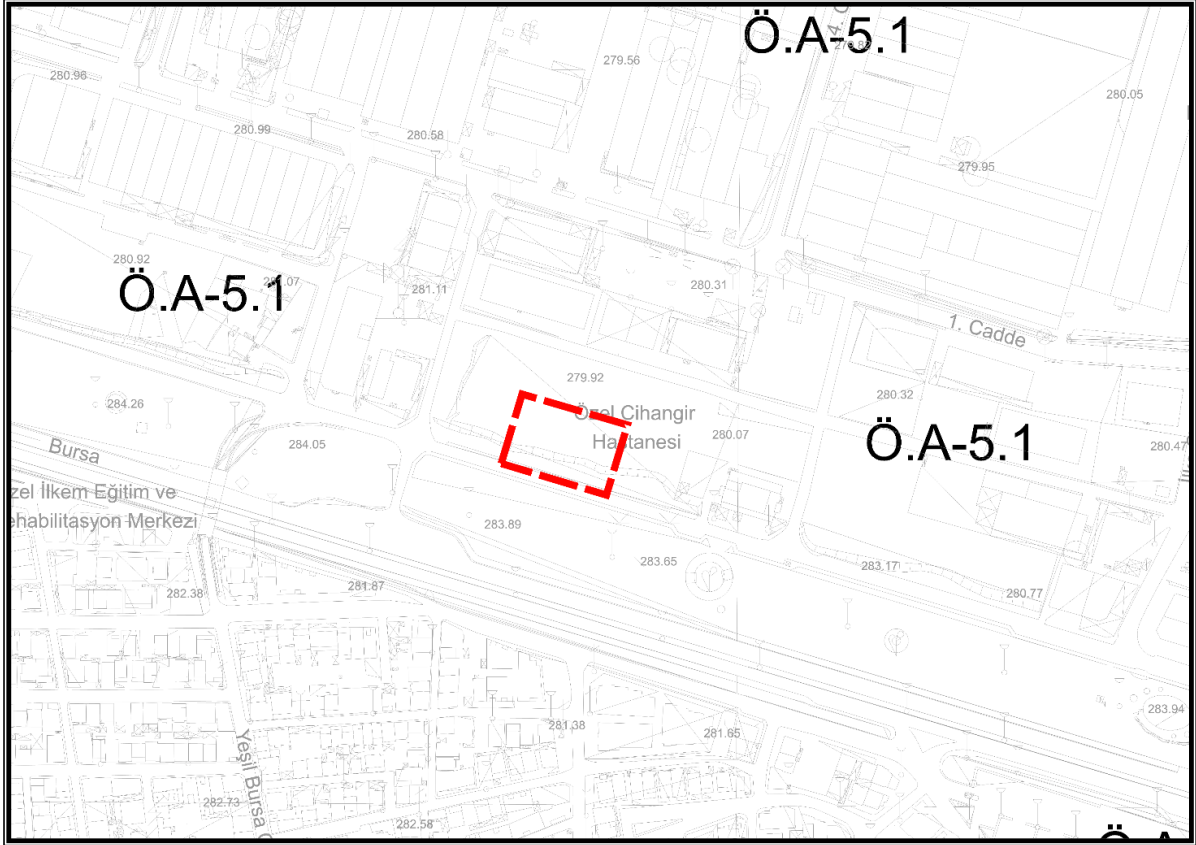 Ö.A-5.1
279.56
280.96
280.05
280.99
280.58
279.95
280.92
Ö.A-5.1
281.11
280.31
1. Cadde
279.92
280.32
284.26
Özel Cihangir
Hastanesi
280.07
Ö.A-5.1
284.05
280.47
Bursa
zel İlkem Eğitim ve
ehabilitasyon Merkezi
283.89
283.65
283.17
281.87
282.38
280.77
283.94
281.38
281.65
Yeşil Bursa
282.73
282.58